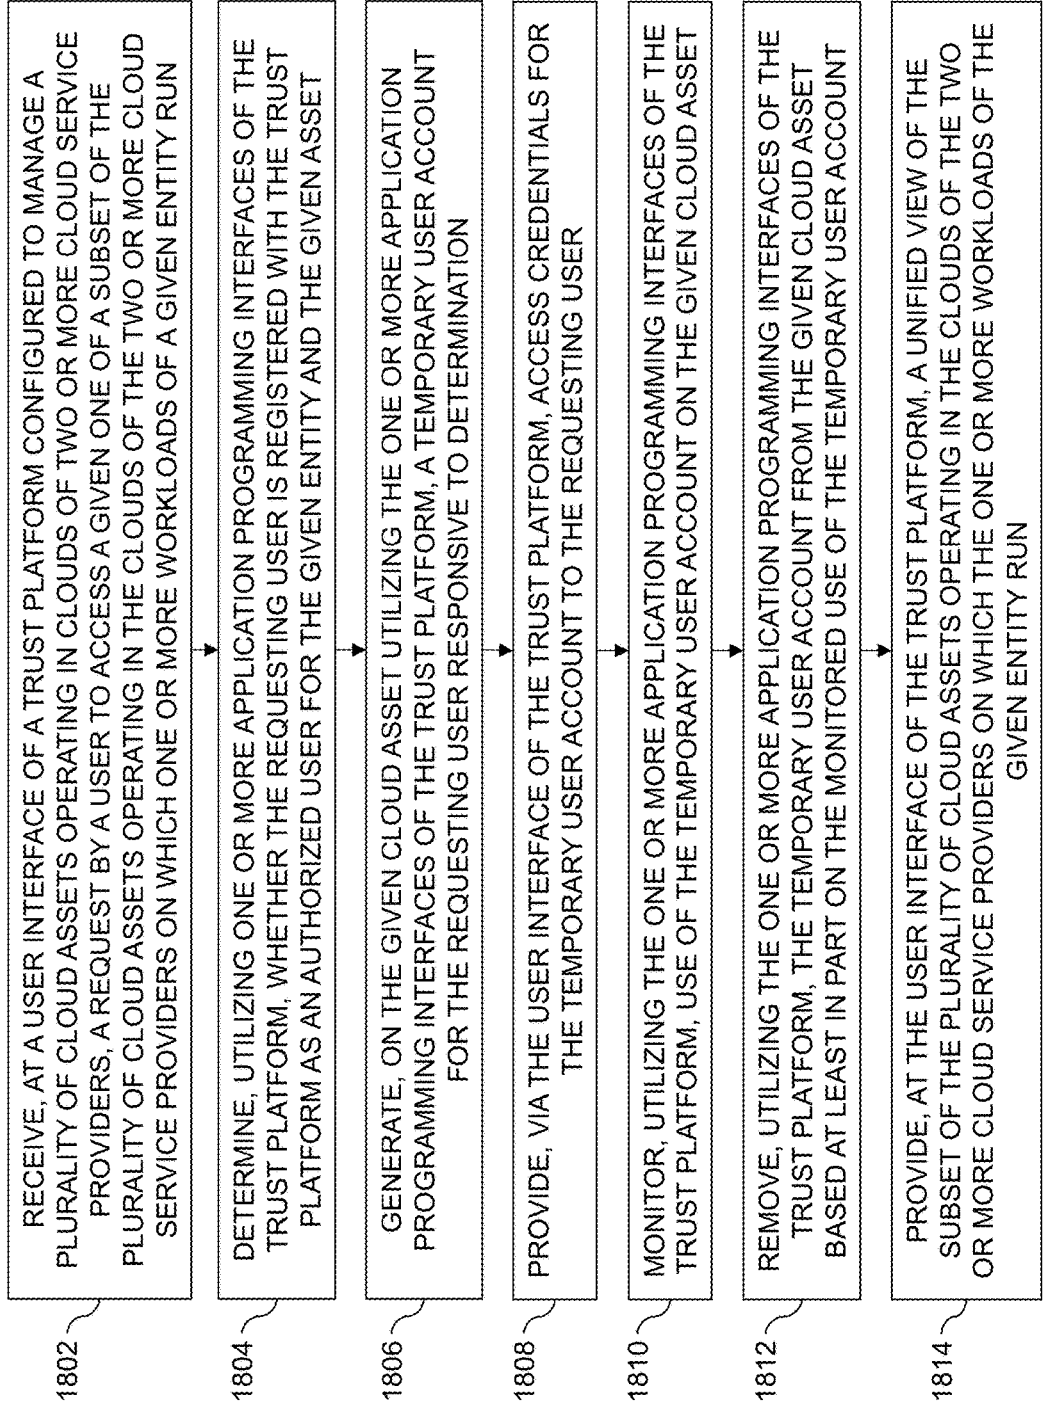 1802
RECEIVE, AT A USER INTERFACE OF A TRUST PLATFORM CONFIGURED TO MANAGE A
PLURALITY OF CLOUD ASSETS OPERATING IN CLOUDS OF TWO OR MORE CLOUD SERVICE
PROVIDERS, A REQUEST BY A USER TO ACCESS A GIVEN ONE OF A SUBSET OF THE
PLURALITY OF CLOUD ASSETS OPERATING IN THE CLOUDS OF THE TWO OR MORE CLOUD
SERVICE PROVIDERS ON WHICH ONE OR MORE WORKLOADS OF A GIVEN ENTITY RUN
1804
DETERMINE, UTILIZING ONE OR MORE APPLICATION PROGRAMMING INTERFACES OF THE
TRUST PLATFORM, WHETHER THE REQUESTING USER IS REGISTERED WITH THE TRUST
PLATFORM AS AN AUTHORIZED USER FOR THE GIVEN ENTITY AND THE GIVEN ASSET
1806
GENERATE, ON THE GIVEN CLOUD ASSET UTILIZING THE ONE OR MORE APPLICATION
PROGRAMMING INTERFACES OF THE TRUST PLATFORM, A TEMPORARY USER ACCOUNT
FOR THE REQUESTING USER RESPONSIVE TO DETERMINATION
1808
PROVIDE, VIA THE USER INTERFACE OF THE TRUST PLATFORM, ACCESS CREDENTIALS FOR
THE TEMPORARY USER ACCOUNT TO THE REQUESTING USER
1810
MONITOR, UTILIZING THE ONE OR MORE APPLICATION PROGRAMMING INTERFACES OF THE
TRUST PLATFORM, USE OF THE TEMPORARY USER ACCOUNT ON THE GIVEN CLOUD ASSET
1812
REMOVE, UTILIZING THE ONE OR MORE APPLICATION PROGRAMMING INTERFACES OF THE
TRUST PLATFORM, THE TEMPORARY USER ACCOUNT FROM THE GIVEN CLOUD ASSET
BASED AT LEAST IN PART ON THE MONITORED USE OF THE TEMPORARY USER ACCOUNT
1814
PROVIDE, AT THE USER INTERFACE OF THE TRUST PLATFORM, A UNIFIED VIEW OF THE
SUBSET OF THE PLURALITY OF CLOUD ASSETS OPERATING IN THE CLOUDS OF THE TWO
OR MORE CLOUD SERVICE PROVIDERS ON WHICH THE ONE OR MORE WORKLOADS OF THE
GIVEN ENTITY RUN